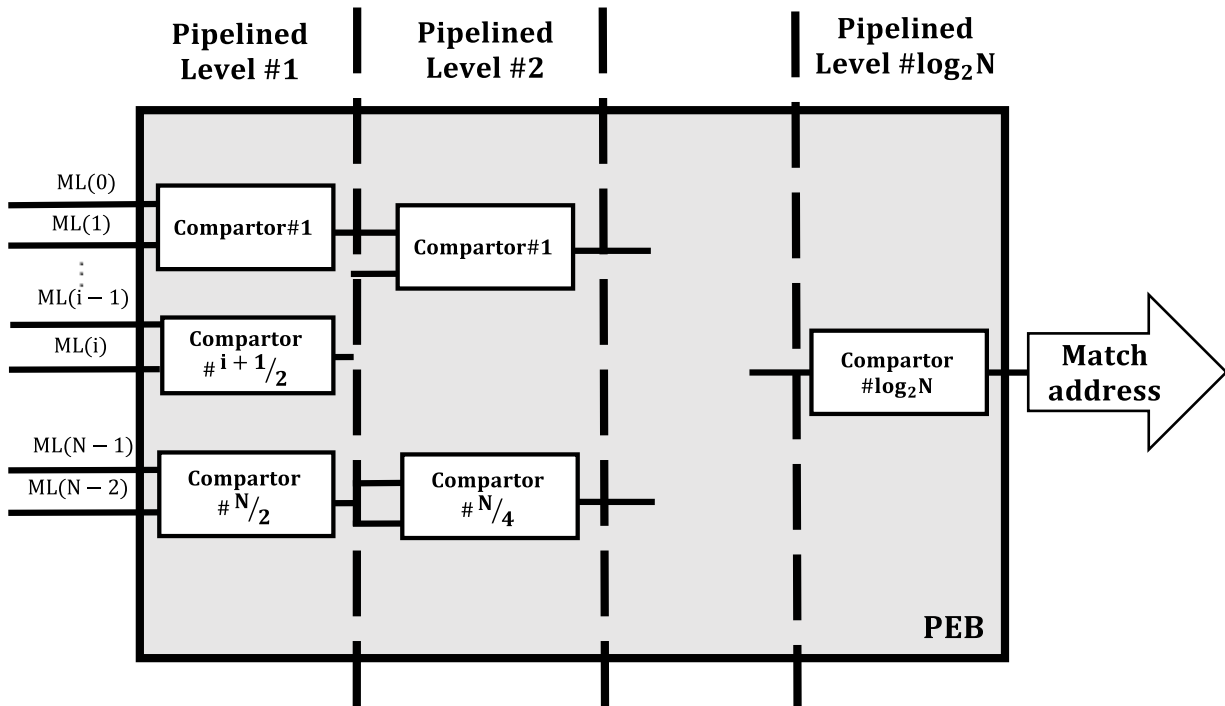 Pipelined
Level #1
Pipelined
Level #2
Pipelined
Level #log₂N
ML(0)
ML(1)
⋮
ML(i − 1)
ML(i)
ML(N − 1)
ML(N − 2)
Compartor#1
Compartor
# i + 1/2
Compartor
# N/2
Compartor#1
Compartor
# N/4
Compartor
#log₂N
Match
address
PEB